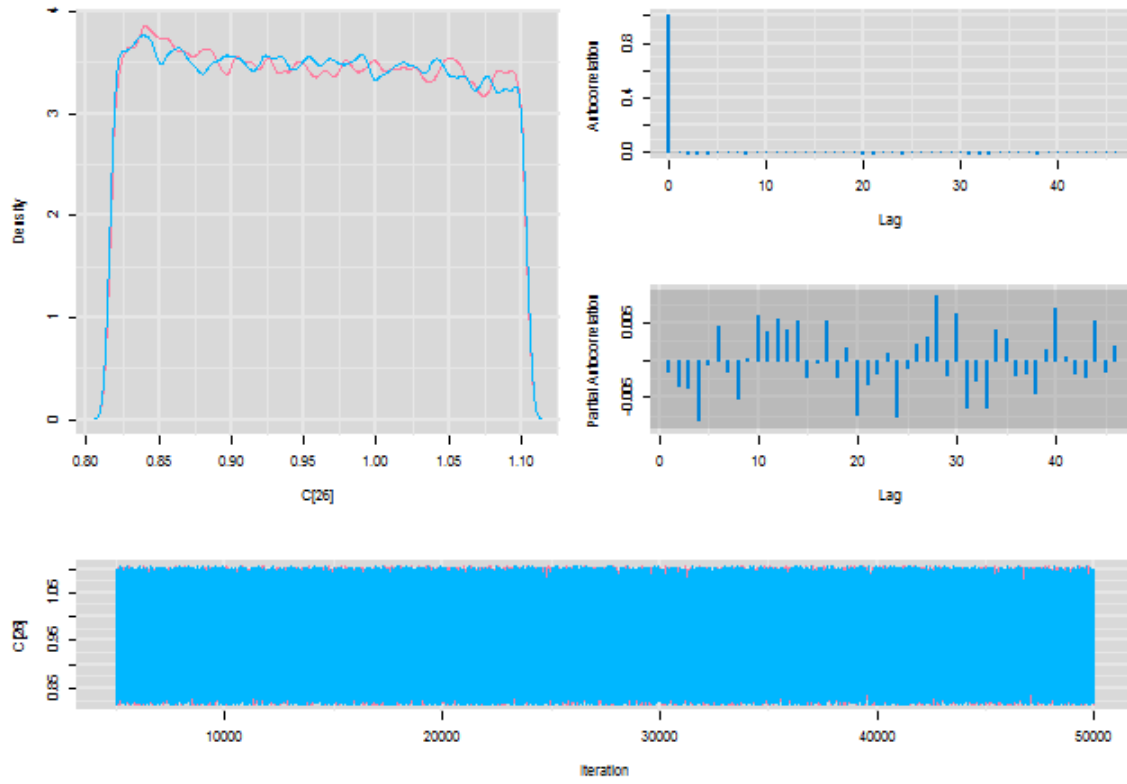 4
3
2
1
0
Density
0.80 0.85 0.90 0.95 1.00 1.05 1.10
C[26]
0.8
0.4
0.0
Autocorrelation
0 10 20 30 40
Lag
0.005
-0.005
Partial Autocorrelation
0 10 20 30 40
Lag
1.05
0.95
0.85
C[26]
10000 20000 30000 40000 50000
Iteration